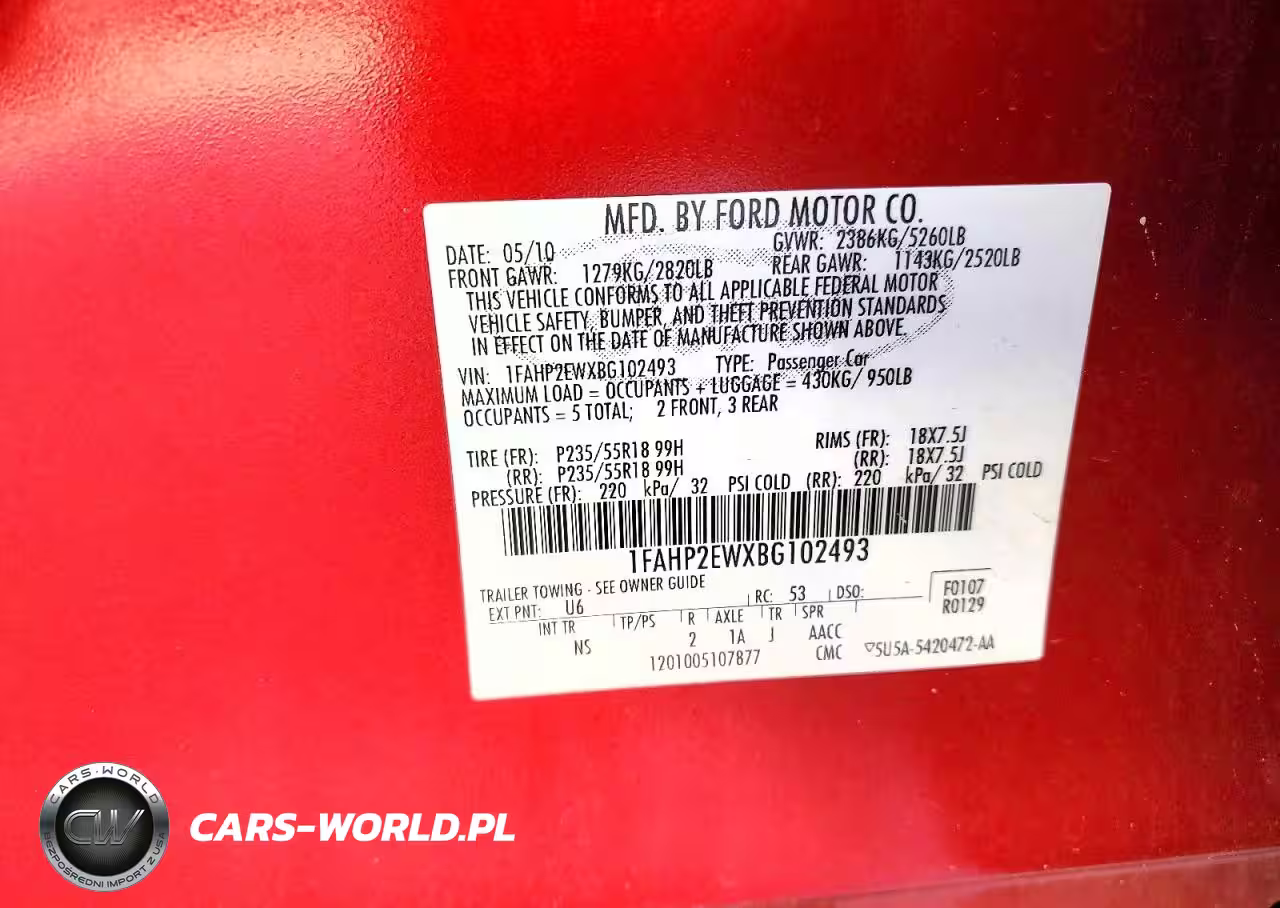 MFD. BY FORD MOTOR CO.
DATE: 05/10 GVWR: 2386KG/5260LB
FRONT GAWR: 1279KG/2820LB REAR GAWR: 1143KG/2520LB
THIS VEHICLE CONFORMS TO ALL APPLICABLE FEDERAL MOTOR
VEHICLE SAFETY, BUMPER, AND THEFT PREVENTION STANDARDS
IN EFFECT ON THE DATE OF MANUFACTURE SHOWN ABOVE.
VIN: 1FAHP2EWXBG102493 TYPE: Passenger Car
MAXIMUM LOAD = OCCUPANTS + LUGGAGE = 430KG/ 950LB
OCCUPANTS = 5 TOTAL; 2 FRONT, 3 REAR
TIRE (FR): P235/55R18 99H RIMS (FR): 18X7.5J
(RR): P235/55R18 99H (RR): 18X7.5J
PRESSURE (FR): 220 kPa/ 32 PSI COLD (RR): 220 kPa/ 32 PSI COLD
1FAHP2EWXBG102493
TRAILER TOWING - SEE OWNER GUIDE
EXT PNT: U6 RC: 53 DSO: F0107
R0129
INT TR TP/PS R AXLE TR SPR
NS 2 1A J AACC
1201005107877 CMC ▽5U5A-5420472-AA
CARS-WORLD
CW
BEZPOŚREDNI IMPORT Z USA
CARS-WORLD.PL